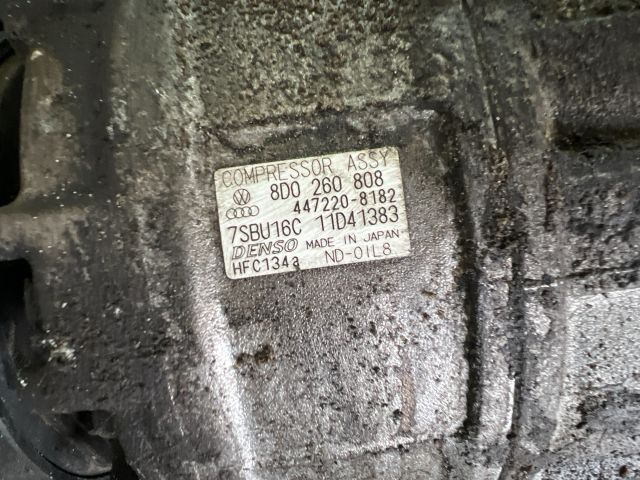 COMPRESSOR ASSY
8D0 260 808
447220-8182
7SBU16C 11D41383
DENSO MADE IN JAPAN
HFC134a ND-OIL8